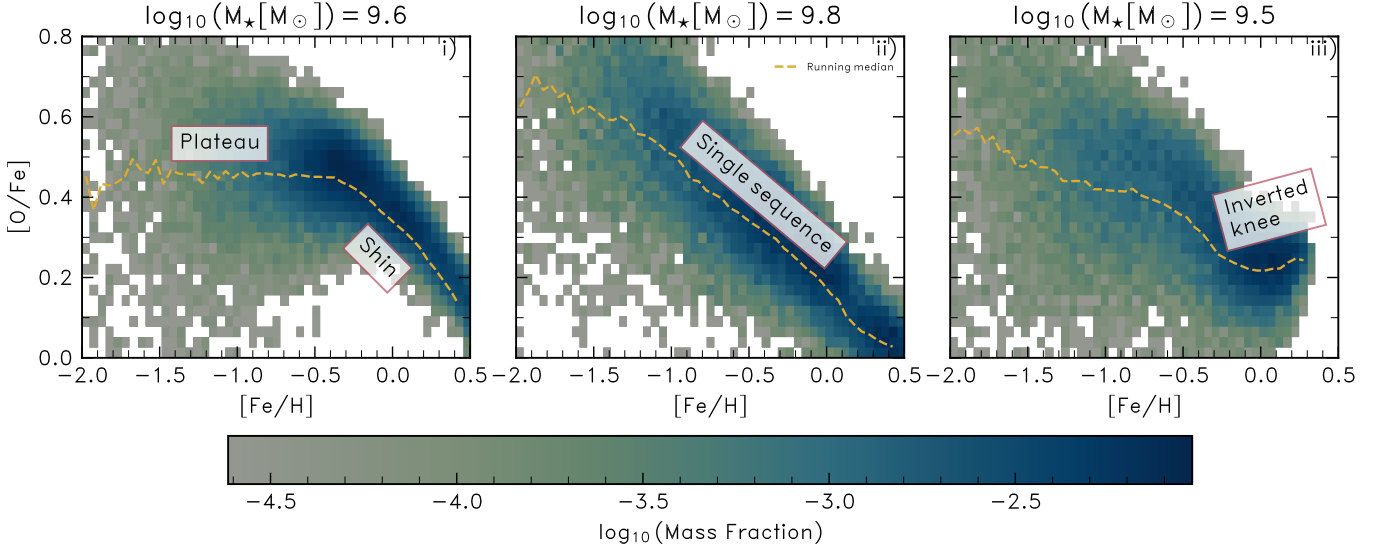 log₁₀(M★[M☉]) = 9.6
log₁₀(M★[M☉]) = 9.8
log₁₀(M★[M☉]) = 9.5
[O/Fe]
0.8
0.6
0.4
0.2
0.0
i)
Plateau
Shin
−2.0 −1.5 −1.0 −0.5 0.0 0.5
[Fe/H]
ii)
Running median
Single sequence
−2.0 −1.5 −1.0 −0.5 0.0 0.5
[Fe/H]
iii)
Inverted
knee
−2.0 −1.5 −1.0 −0.5 0.0 0.5
[Fe/H]
−4.5 −4.0 −3.5 −3.0 −2.5
log₁₀(Mass Fraction)